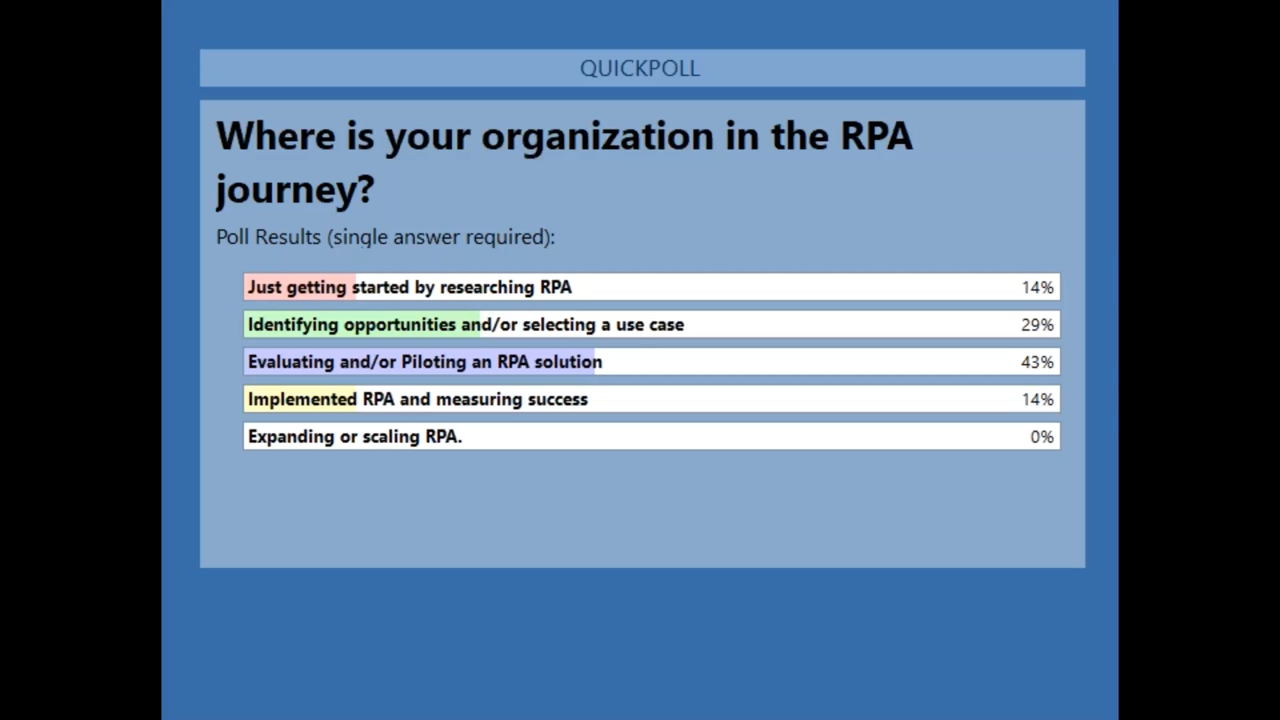 QUICKPOLL
Where is your organization in the RPA
journey?
Poll Results (single answer required):
Just getting started by researching RPA 14%
Identifying opportunities and/or selecting a use case 29%
Evaluating and/or Piloting an RPA solution 43%
Implemented RPA and measuring success 14%
Expanding or scaling RPA. 0%